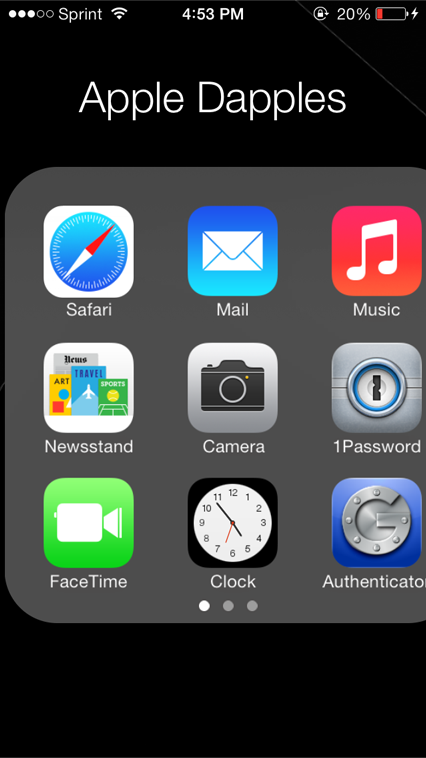 Sprint 4:53 PM 20%
Apple Dapples
Safari Mail Music
News
TRAVEL
ART SPORTS
Newsstand Camera 1Password
12
11 1
10 2
9 3
8 4
7 5
6
FaceTime Clock Authenticato